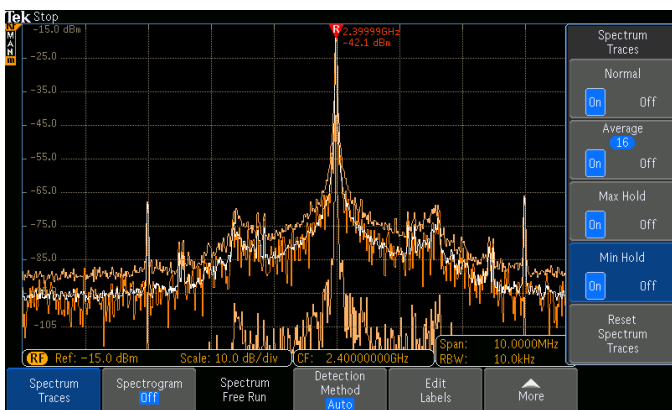 Tek Stop
-15.0 dBm
R
2.39999GHz
-42.1 dBm
M
A
N
m
-25.0
-35.0
-45.0
-55.0
-65.0
-75.0
-85.0
-105
RF Ref: -15.0 dBm Scale: 10.0 dB/div CF: 2.40000000GHz
Span: 10.0000MHz
RBW: 10.0kHz
Spectrum
Traces
Normal
On Off
Average
16
On Off
Max Hold
On Off
Min Hold
On Off
Reset
Spectrum
Traces
Spectrum
Traces
Spectrogram
Off
Spectrum
Free Run
Detection
Method
Auto
Edit
Labels
More